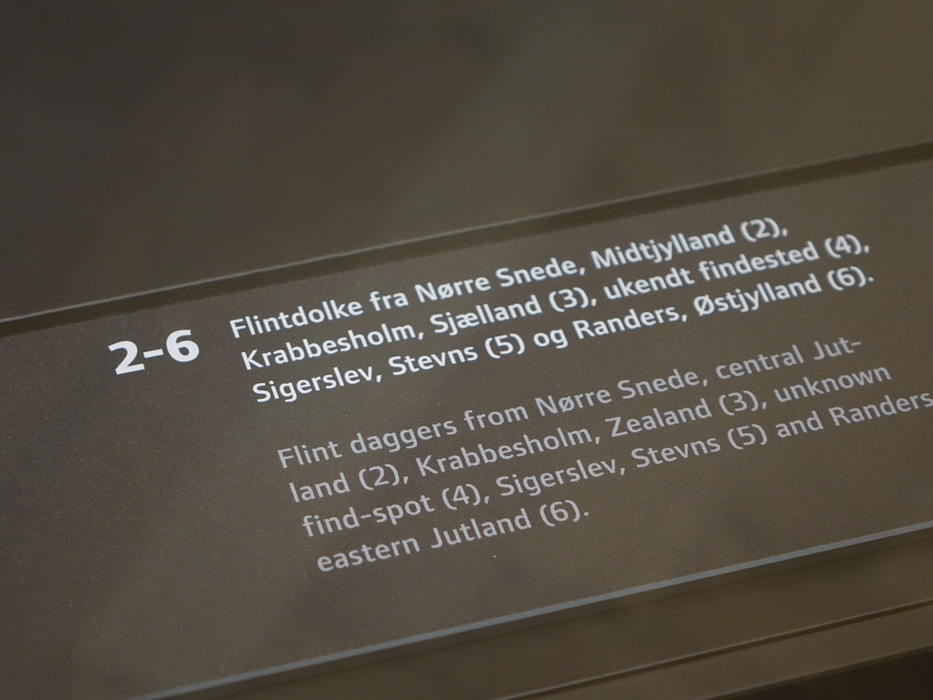 2-6
Flintdolke fra Nørre Snede, Midtjylland (2),
Krabbesholm, Sjælland (3), ukendt findested (4),
Sigerslev, Stevns (5) og Randers, Østjylland (6).
Flint daggers from Nørre Snede, central Jut-
land (2), Krabbesholm, Zealand (3), unknown
find-spot (4), Sigerslev, Stevns (5) and Randers,
eastern Jutland (6).